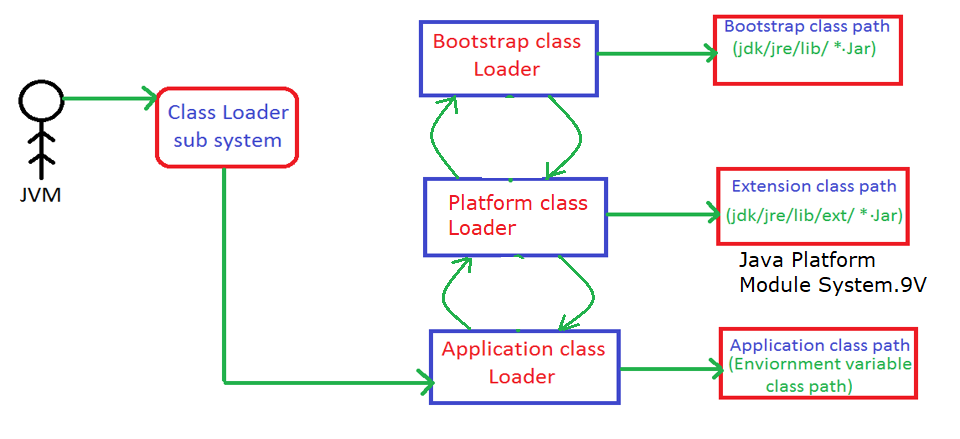 JVM
Class Loader
sub system
Bootstrap class
Loader
Bootstrap class path
(jdk/jre/lib/ *·Jar)
Platform class
Loader
Extension class path
(jdk/jre/lib/ext/ *·Jar)
Java Platform
Module System.9V
Application class
Loader
Application class path
(Enviornment variable
class path)